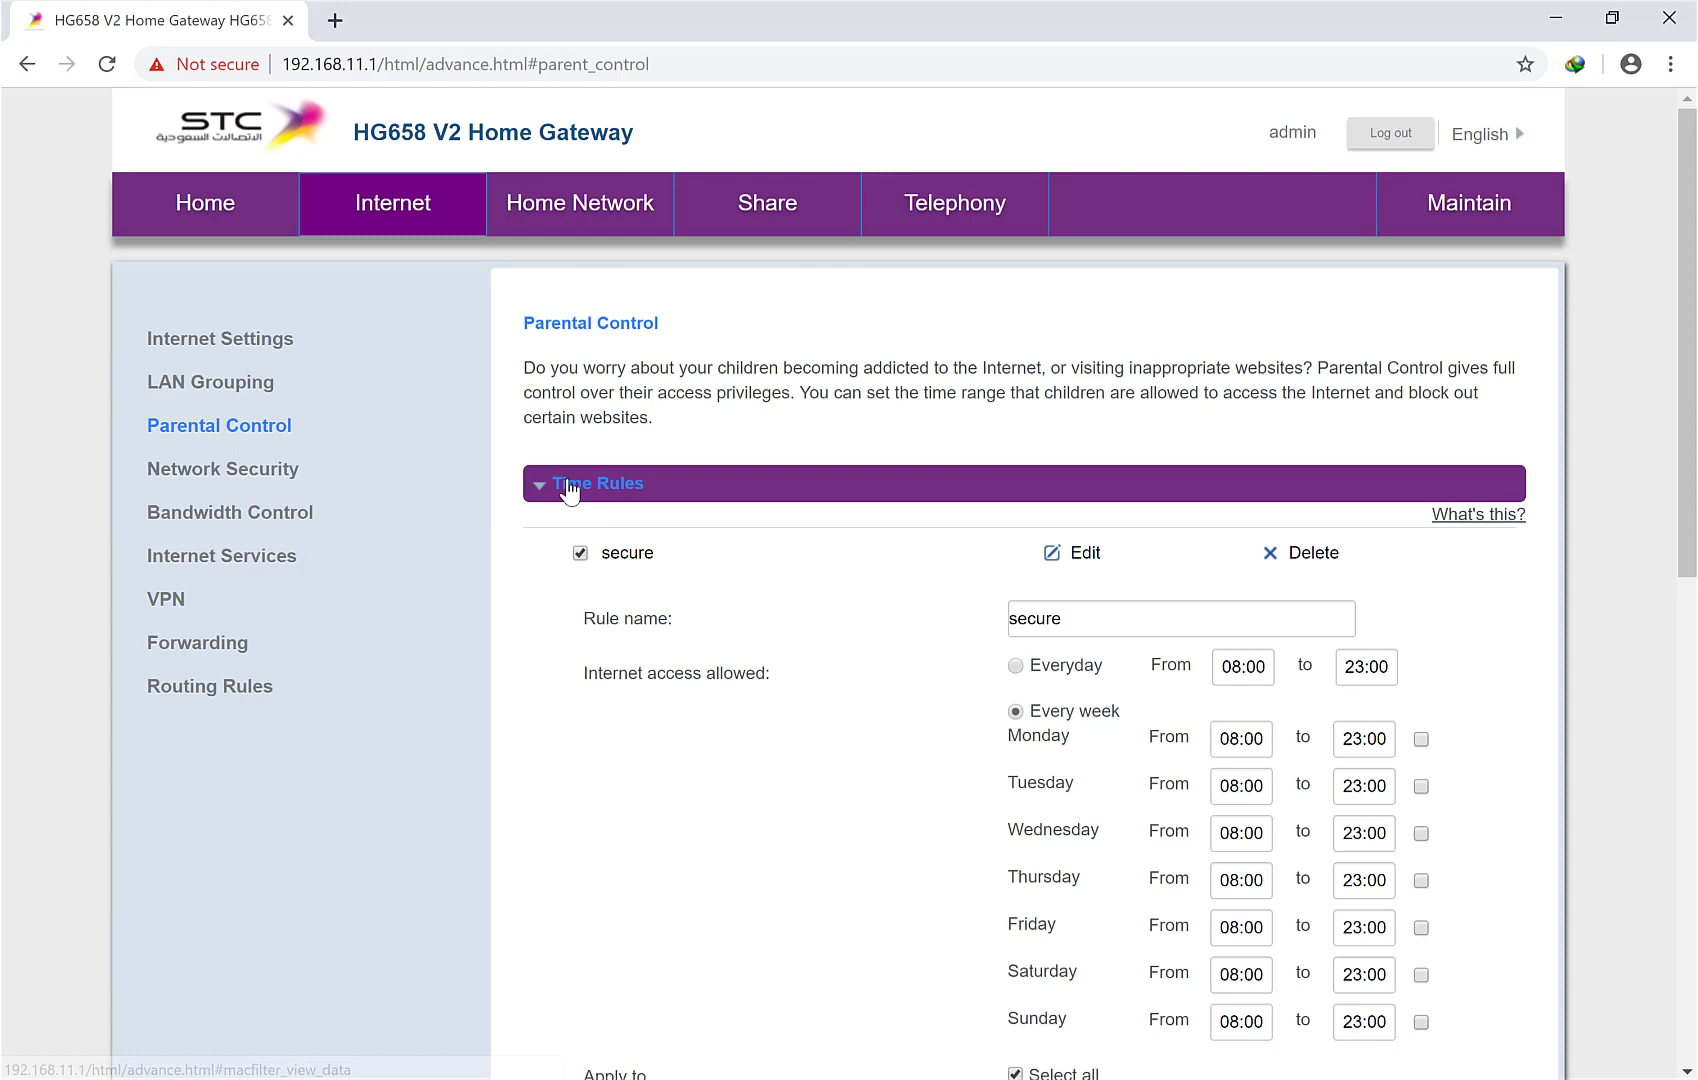 HG658 V2 Home Gateway HG658
Not secure
192.168.11.1/html/advance.html#parent_control
STC
الاتصالات السعودية
HG658 V2 Home Gateway
admin
Log out
English
Home
Internet
Home Network
Share
Telephony
Maintain
Internet Settings
LAN Grouping
Parental Control
Network Security
Bandwidth Control
Internet Services
VPN
Forwarding
Routing Rules
Parental Control
Do you worry about your children becoming addicted to the Internet, or visiting inappropriate websites? Parental Control gives full
control over their access privileges. You can set the time range that children are allowed to access the Internet and block out
certain websites.
Time Rules
What's this?
secure Edit Delete
Rule name: secure
Internet access allowed: Everyday From 08:00 to 23:00
Every week
Monday From 08:00 to 23:00
Tuesday From 08:00 to 23:00
Wednesday From 08:00 to 23:00
Thursday From 08:00 to 23:00
Friday From 08:00 to 23:00
Saturday From 08:00 to 23:00
Sunday From 08:00 to 23:00
Apply to Select all
192.168.11.1/html/advance.html#macfilter_view_data